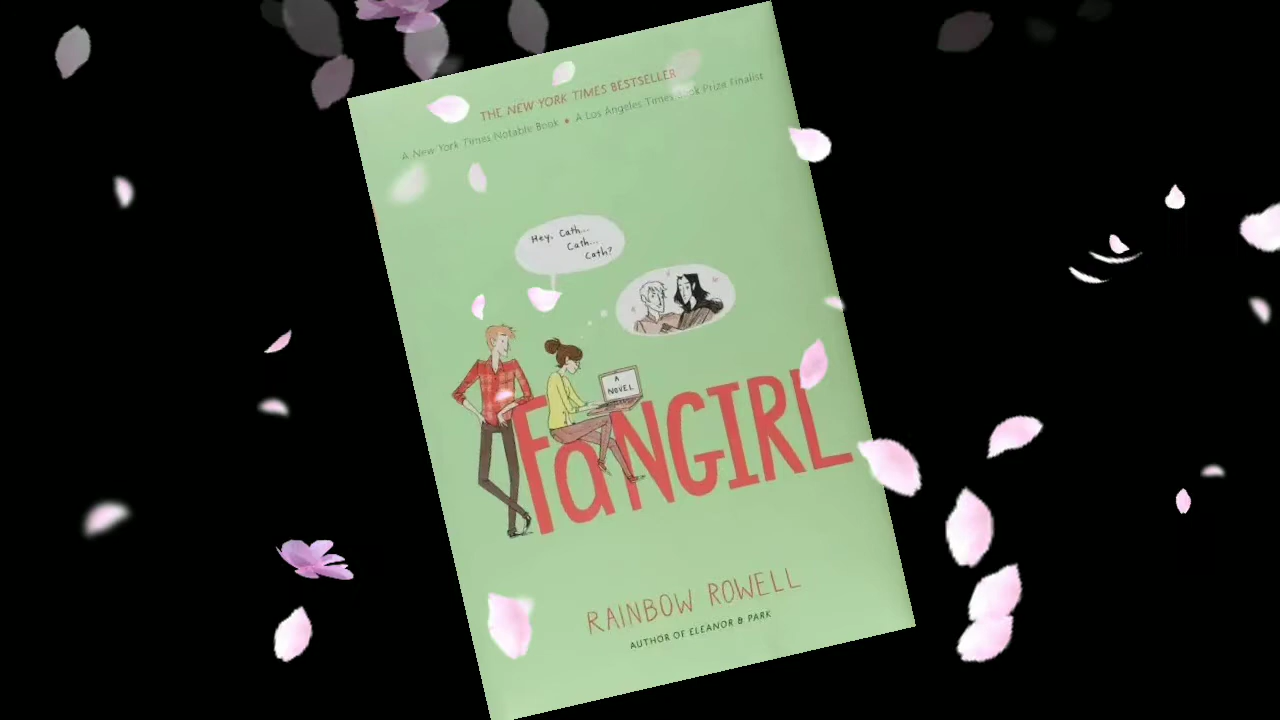 THE NEW YORK TIMES BESTSELLER
A New York Times Notable Book • A Los Angeles Times Book Prize Finalist
Hey, Cath...
Cath...
Cath?
A
NOVEL
FaNGIRL
RAINBOW ROWELL
AUTHOR OF ELEANOR & PARK